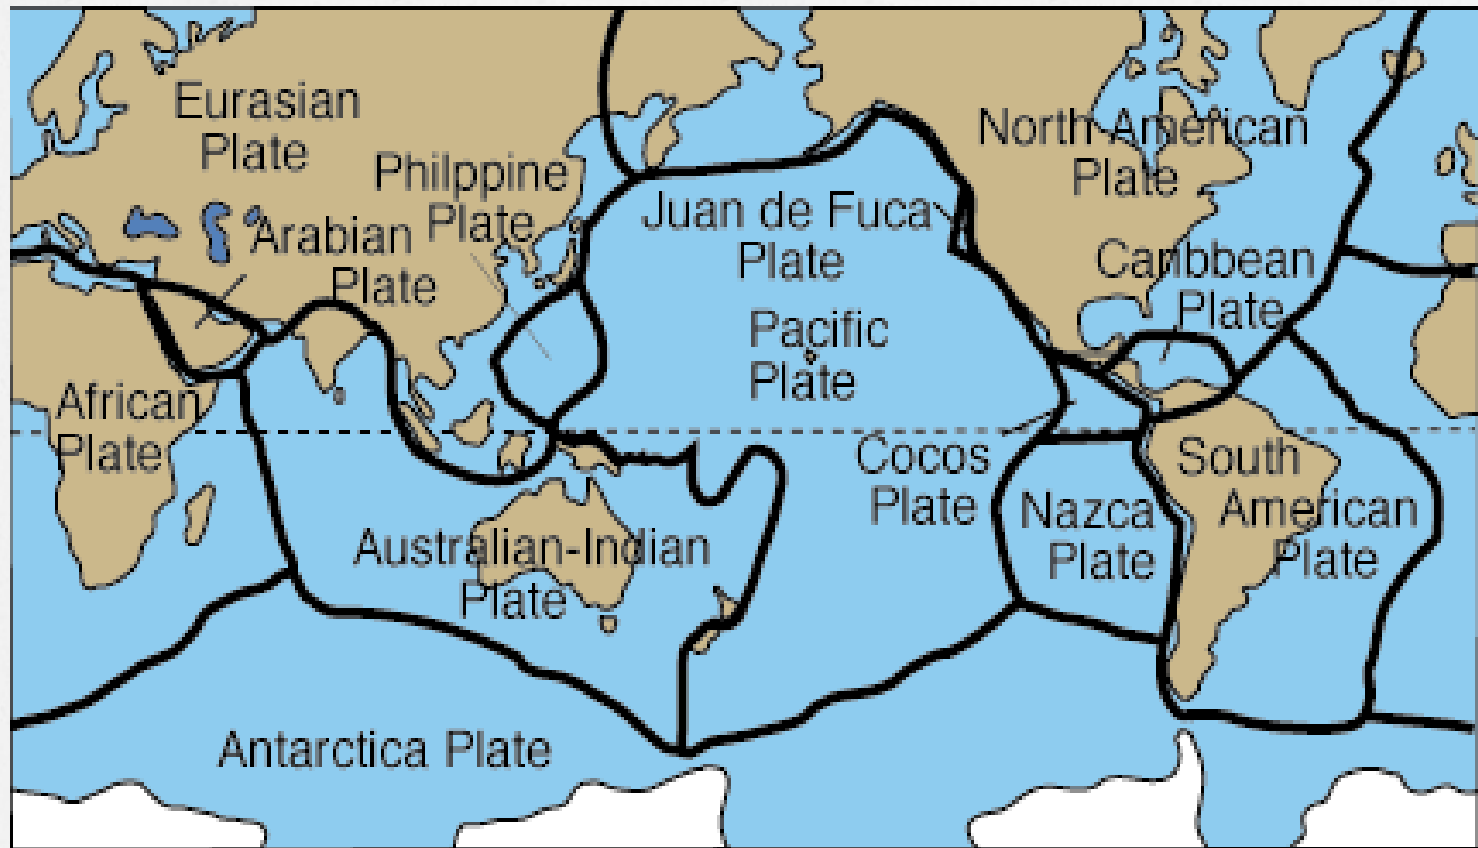 Eurasian
Plate
Philppine
Plate
Arabian
Plate
North American
Plate
Juan de Fuca
Plate
Caribbean
Plate
Pacific
Plate
African
Plate
Cocos
Plate
South
American
Plate
Nazca
Plate
Australian-Indian
Plate
Antarctica Plate